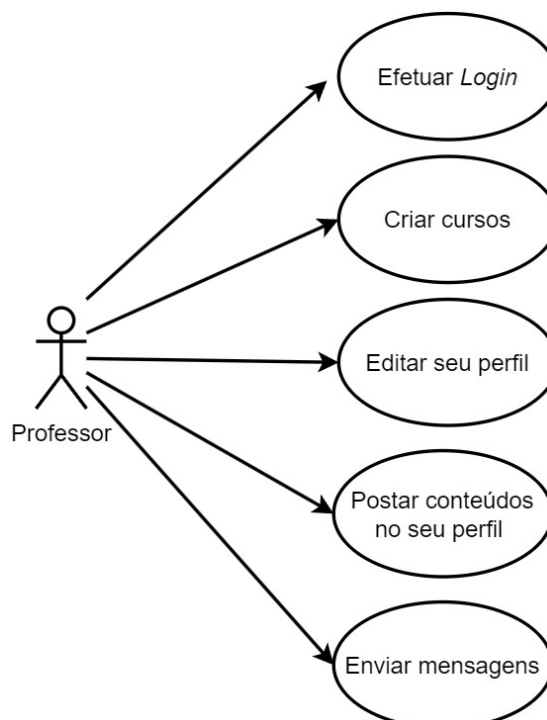 Efetuar Login
Criar cursos
Editar seu perfil
Professor
Postar conteúdos
no seu perfil
Enviar mensagens